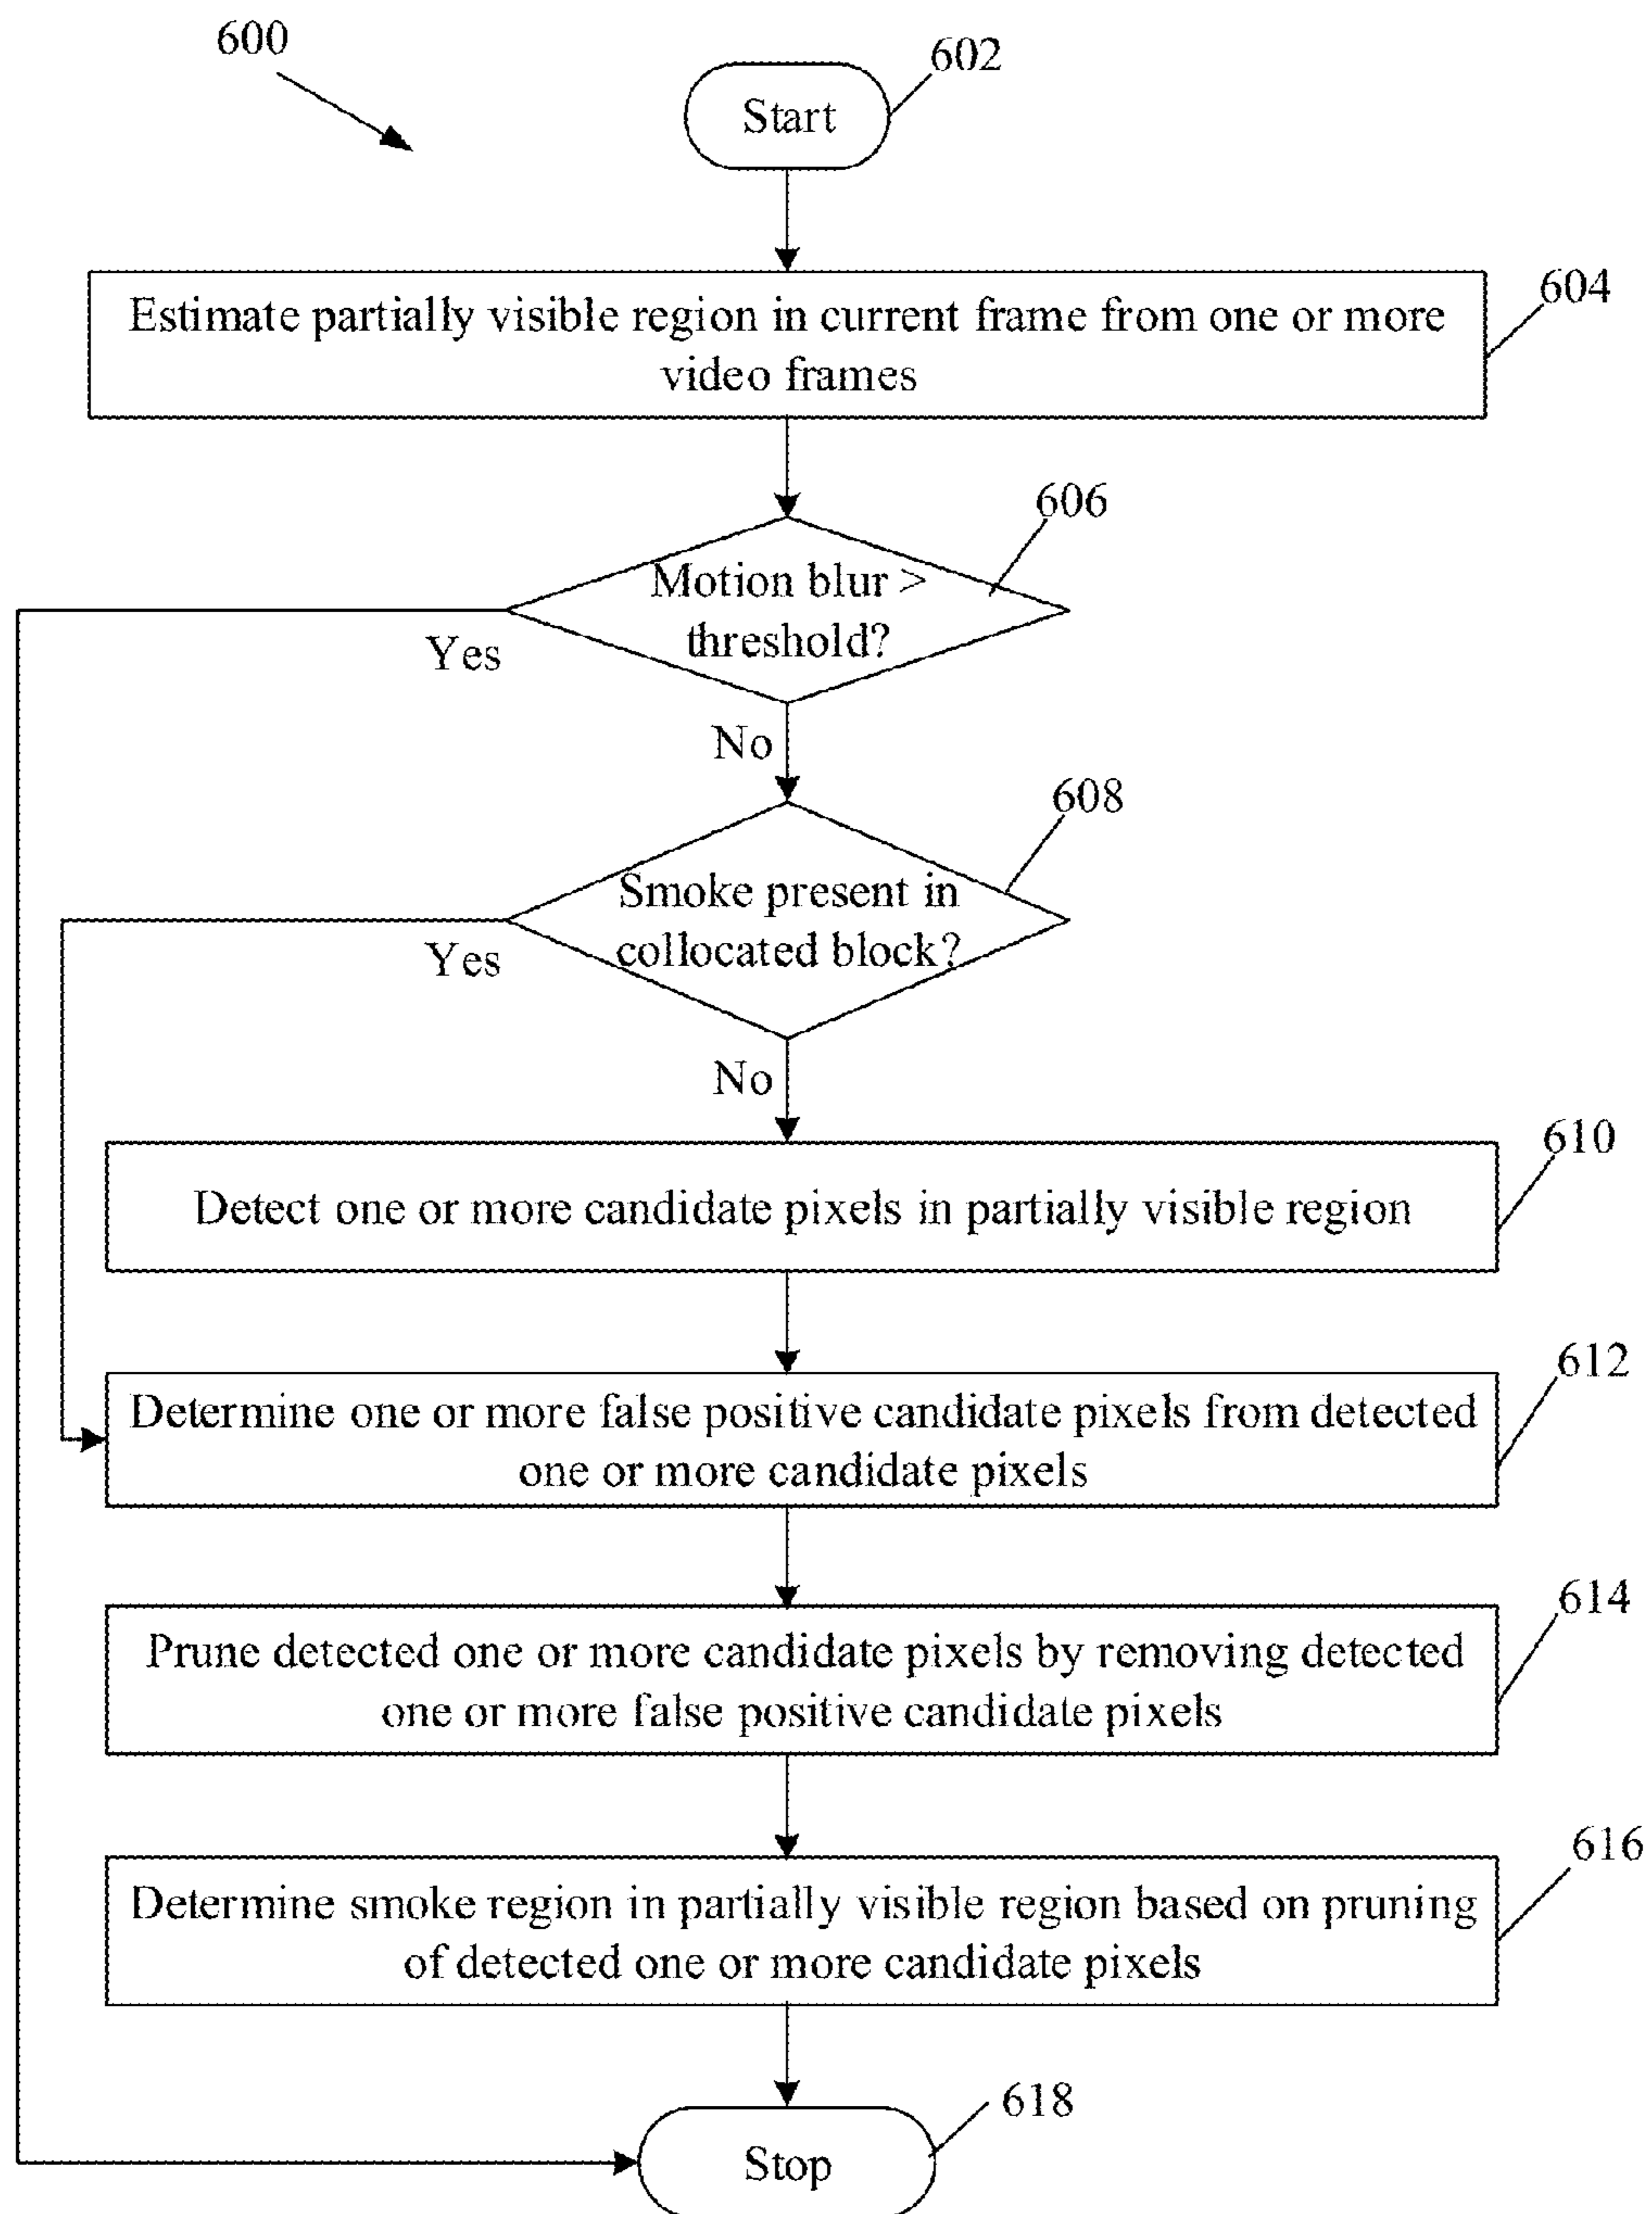 600
602
Start
604
Estimate partially visible region in current frame from one or more
video frames
606
Motion blur >
threshold?
Yes
No
608
Smoke present in
collocated block?
Yes
No
610
Detect one or more candidate pixels in partially visible region
612
Determine one or more false positive candidate pixels from detected
one or more candidate pixels
614
Prune detected one or more candidate pixels by removing detected
one or more false positive candidate pixels
616
Determine smoke region in partially visible region based on pruning
of detected one or more candidate pixels
618
Stop